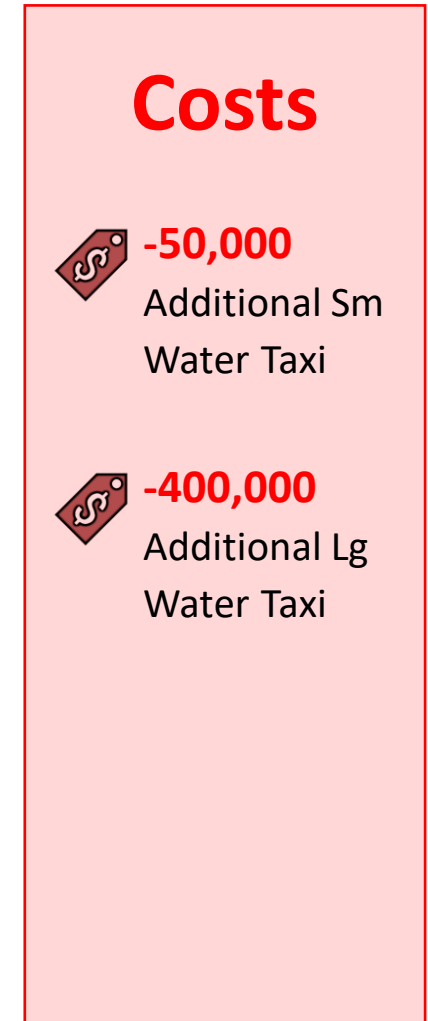 Costs
-50,000
Additional Sm
Water Taxi
-400,000
Additional Lg
Water Taxi